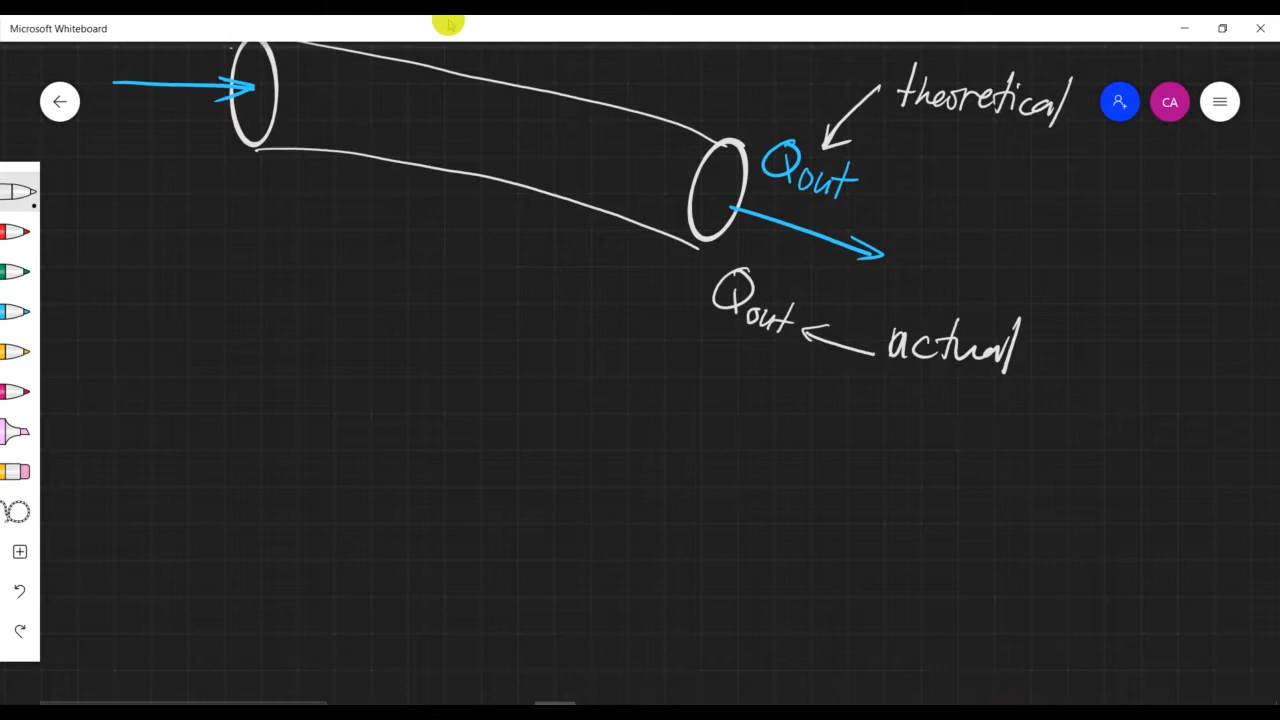 Microsoft Whiteboard
theoretical
CA
Qout
Qout
actual